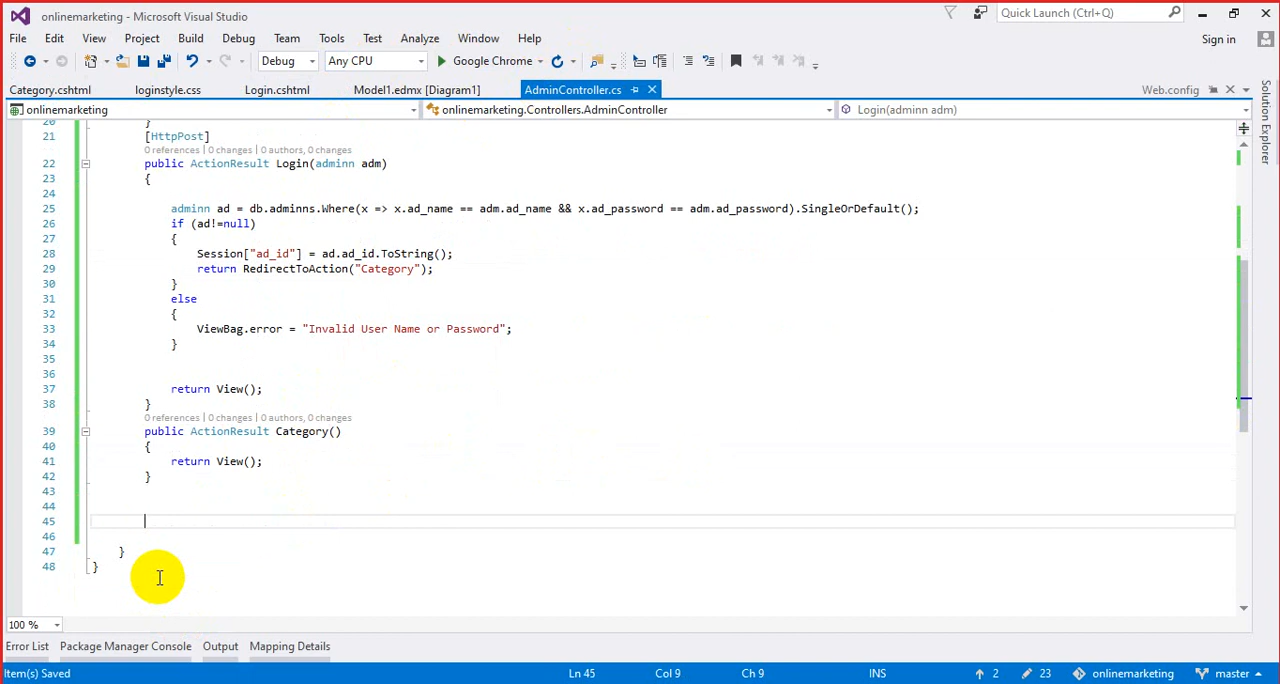 onlinemarketing - Microsoft Visual Studio
Quick Launch (Ctrl+Q)
File Edit View Project Build Debug Team Tools Test Analyze Window Help
Sign in
Debug Any CPU Google Chrome
Category.cshtml loginstyle.css Login.cshtml Model1.edmx [Diagram1] AdminController.cs Web.config
onlinemarketing onlinemarketing.Controllers.AdminController Login(adminn adm)
Solution Explorer
20 }
21 [HttpPost]
0 references | 0 changes | 0 authors, 0 changes
22 public ActionResult Login(adminn adm)
23 {
24
25 adminn ad = db.adminns.Where(x => x.ad_name == adm.ad_name && x.ad_password == adm.ad_password).SingleOrDefault();
26 if (ad!=null)
27 {
28 Session["ad_id"] = ad.ad_id.ToString();
29 return RedirectToAction("Category");
30 }
31 else
32 {
33 ViewBag.error = "Invalid User Name or Password";
34 }
35
36
37 return View();
38 }
0 references | 0 changes | 0 authors, 0 changes
39 public ActionResult Category()
40 {
41 return View();
42 }
43
44
45
46
47 }
48 }
100 %
Error List Package Manager Console Output Mapping Details
Item(s) Saved Ln 45 Col 9 Ch 9 INS 2 23 onlinemarketing master